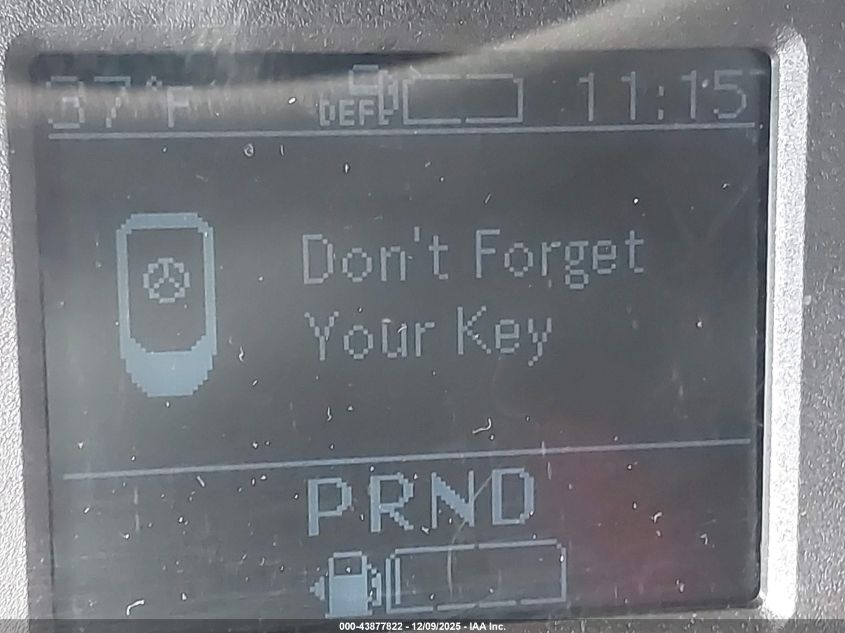 37°F DEF 11:15
Don't Forget
Your Key
PRND
000-43877822 - 12/09/2025 - IAA Inc.